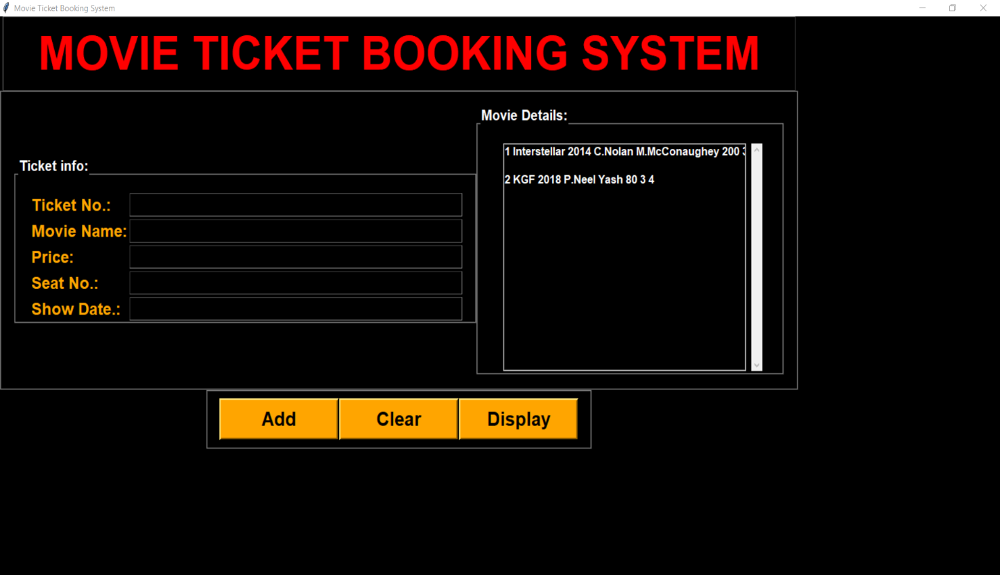 Movie Ticket Booking System
MOVIE TICKET BOOKING SYSTEM
Ticket info:
Ticket No.:
Movie Name:
Price:
Seat No.:
Show Date.:
Movie Details:
1 Interstellar 2014 C.Nolan M.McConaughey 200
2 KGF 2018 P.Neel Yash 80 3 4
Add
Clear
Display